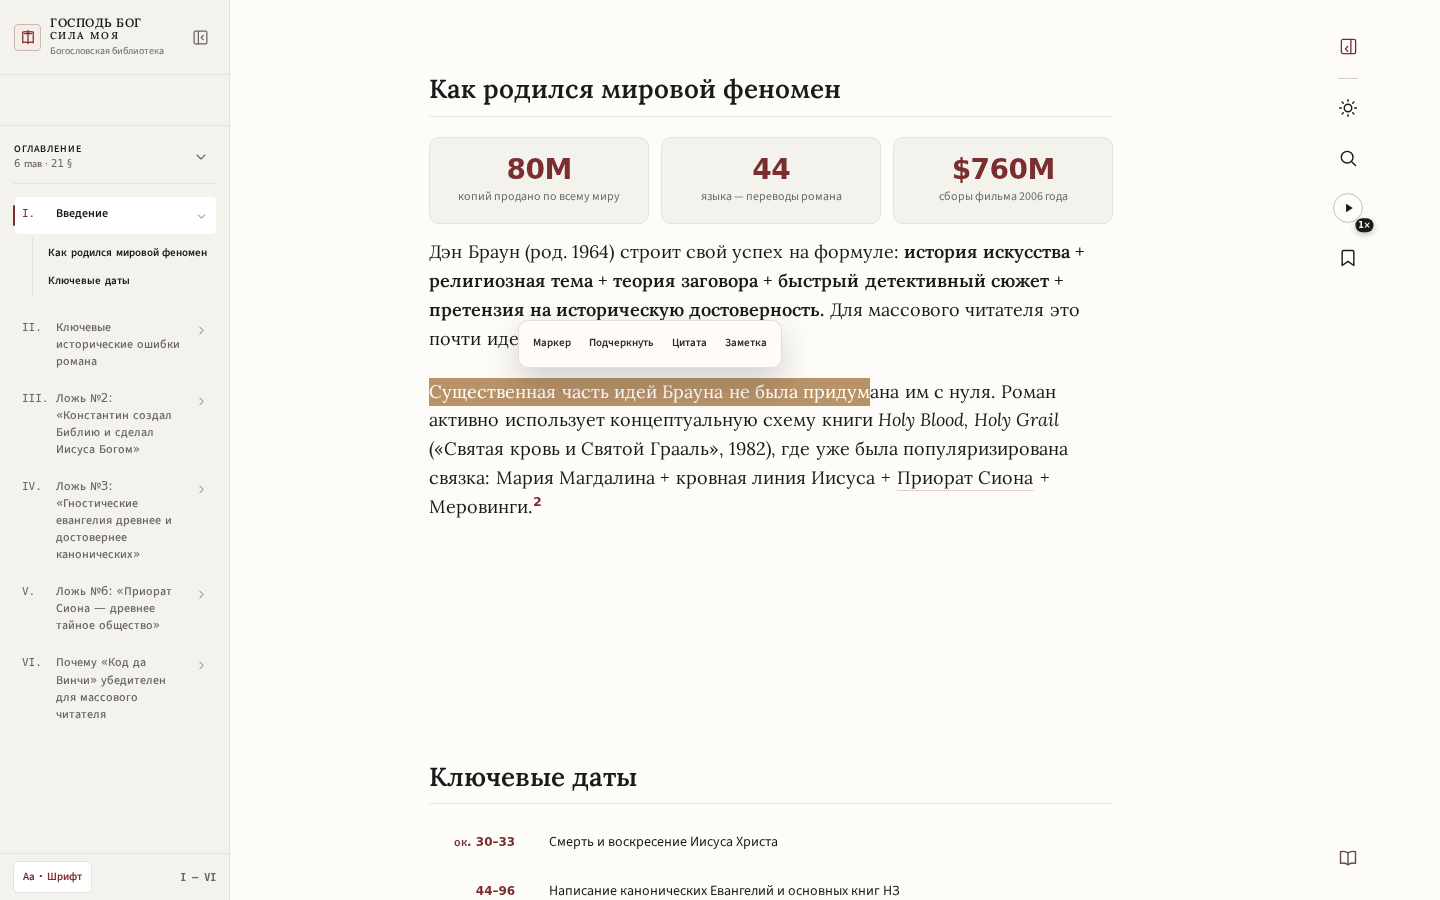 ГОСПОДЬ БОГ
СИЛА МОЯ
Богословская библиотека
ОГЛАВЛЕНИЕ
6 глав · 21 §
I. Введение
Как родился мировой феномен
Ключевые даты
II. Ключевые
исторические ошибки
романа
III. Ложь №2:
«Константин создал
Библию и сделал
Иисуса Богом»
IV. Ложь №3:
«Гностические
евангелия древнее и
достовернее
канонических»
V. Ложь №6: «Приорат
Сиона — древнее
тайное общество»
VI. Почему «Код да
Винчи» убедителен
для массового
читателя
Aa · Шрифт
I — VI
Как родился мировой феномен
80M
копий продано по всему миру
44
языка — переводы романа
$760M
сборы фильма 2006 года
Дэн Браун (род. 1964) строит свой успех на формуле: история искусства +
религиозная тема + теория заговора + быстрый детективный сюжет +
претензия на историческую достоверность. Для массового читателя это
почти иде
Маркер Подчеркнуть Цитата Заметка
Существенная часть идей Брауна не была придумана им с нуля. Роман
активно использует концептуальную схему книги Holy Blood, Holy Grail
(«Святая кровь и Святой Грааль», 1982), где уже была популяризирована
связка: Мария Магдалина + кровная линия Иисуса + Приорат Сиона +
Меровинги.2
Ключевые даты
ок. 30–33 Смерть и воскресение Иисуса Христа
44–96 Написание канонических Евангелий и основных книг НЗ
1×